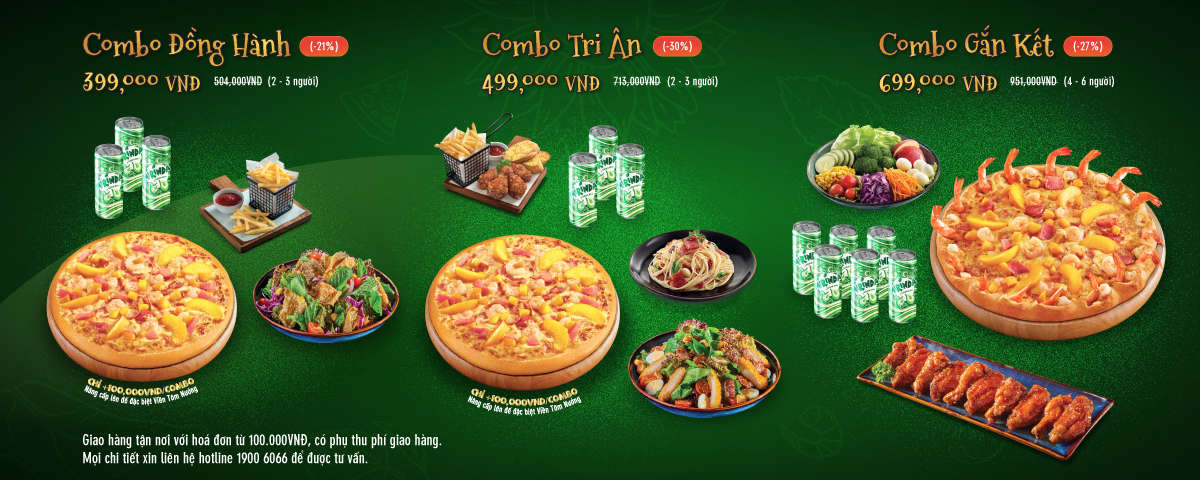 Combo Đồng Hành (-21%)
399,000 VNĐ 504,000VNĐ (2 - 3 người)
Combo Tri Ân (-30%)
499,000 VNĐ 713,000VNĐ (2 - 3 người)
Combo Gắn Kết (-27%)
699,000 VNĐ 951,000VNĐ (4 - 6 người)
CHỈ +100,000VNĐ/COMBO
Nâng cấp lên đế đặc biệt Viền Tôm Nướng
CHỈ +100,000VNĐ/COMBO
Nâng cấp lên đế đặc biệt Viền Tôm Nướng
Giao hàng tận nơi với hoá đơn từ 100.000VNĐ, có phụ thu phí giao hàng.
Mọi chi tiết xin liên hệ hotline 1900 6066 để được tư vấn.